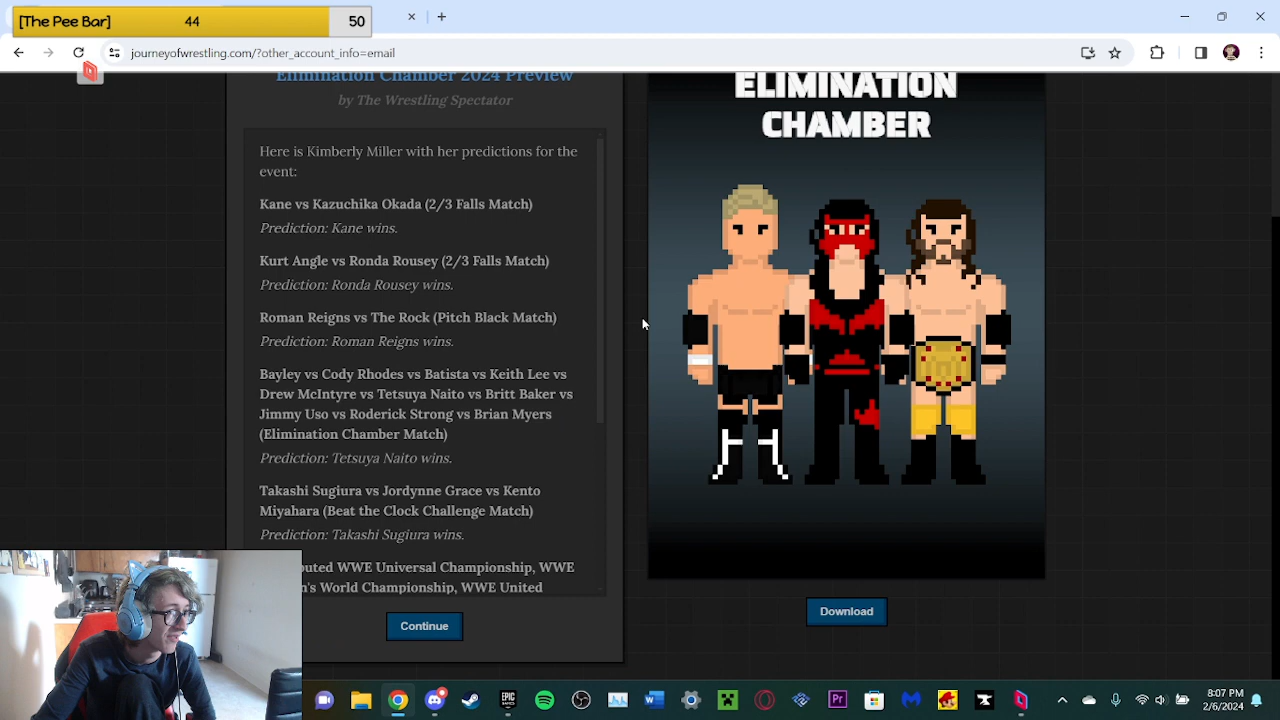 [The Pee Bar] 44 50
journeyofwrestling.com/?other_account_info=email
Elimination Chamber 2024 Preview
by The Wrestling Spectator
Here is Kimberly Miller with her predictions for the
event:
Kane vs Kazuchika Okada (2/3 Falls Match)
Prediction: Kane wins.
Kurt Angle vs Ronda Rousey (2/3 Falls Match)
Prediction: Ronda Rousey wins.
Roman Reigns vs The Rock (Pitch Black Match)
Prediction: Roman Reigns wins.
Bayley vs Cody Rhodes vs Batista vs Keith Lee vs
Drew McIntyre vs Tetsuya Naito vs Britt Baker vs
Jimmy Uso vs Roderick Strong vs Brian Myers
(Elimination Chamber Match)
Prediction: Tetsuya Naito wins.
Takashi Sugiura vs Jordynne Grace vs Kento
Miyahara (Beat the Clock Challenge Match)
Prediction: Takashi Sugiura wins.
puted WWE Universal Championship, WWE
n's World Championship, WWE United
Continue
ELIMINATION
CHAMBER
Download
EPIC
GAMES
Pr
8:07 PM
2/6/2024